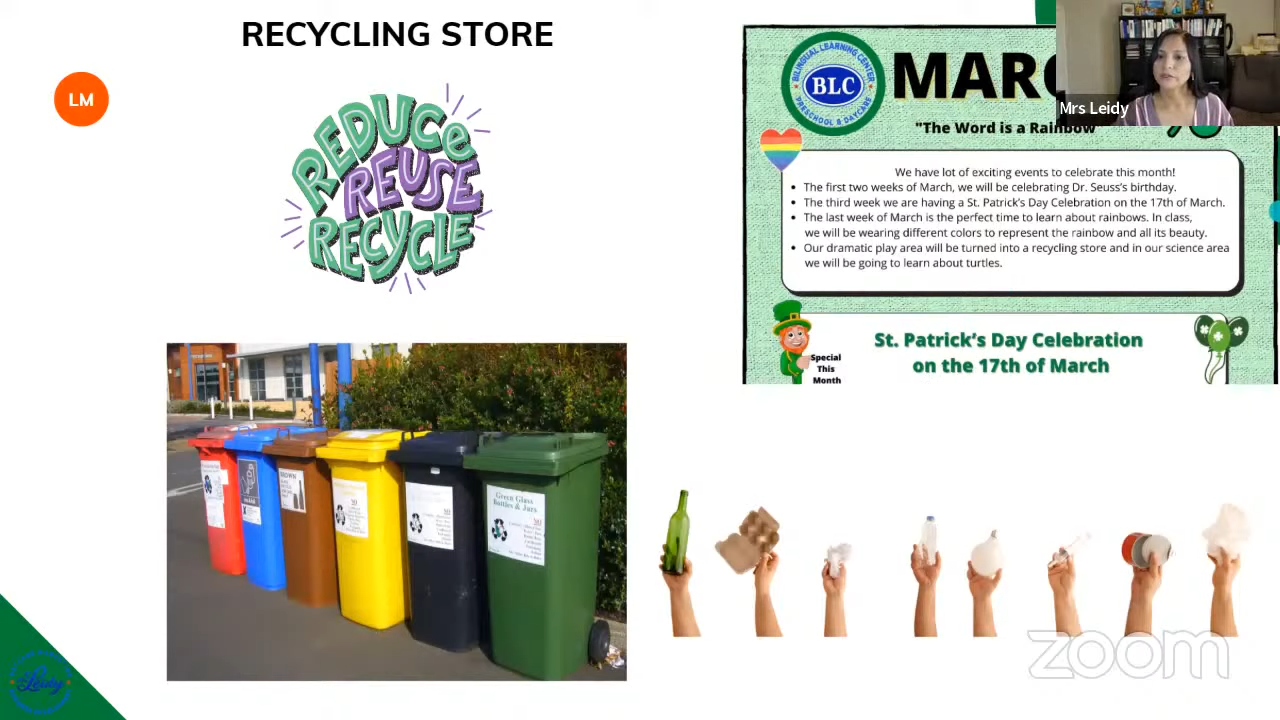 RECYCLING STORE
LM
REDUCE
REUSE
RECYCLE
BILINGUAL LEARNING CENTER
BLC
PRESCHOOL & DAYCARE
MARC
"The Word is a Rainbow
Mrs Leidy
We have lot of exciting events to celebrate this month!
• The first two weeks of March, we will be celebrating Dr. Seuss's birthday.
• The third week we are having a St. Patrick's Day Celebration on the 17th of March.
• The last week of March is the perfect time to learn about rainbows. In class,
we will be wearing different colors to represent the rainbow and all its beauty.
• Our dramatic play area will be turned into a recycling store and in our science area
we will be going to learn about turtles.
Special
This
Month
St. Patrick's Day Celebration
on the 17th of March
BROWN
Green Glass
Bottles & Jars
NO
Leidy
zoom